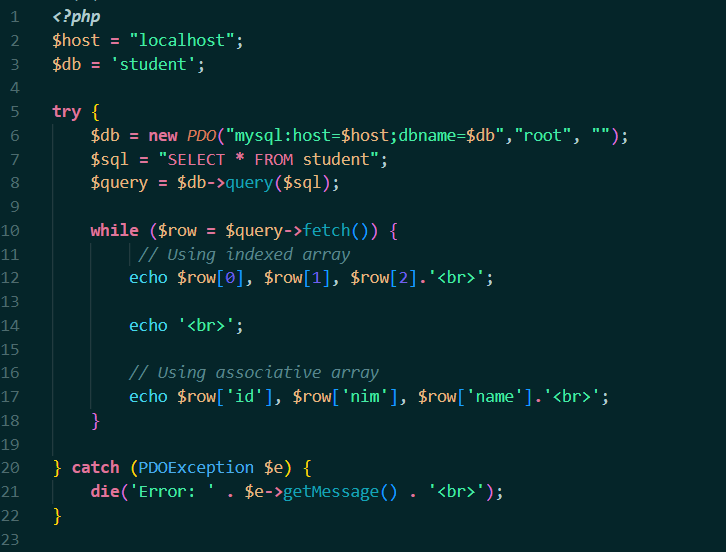 1 <?php
2 $host = "localhost";
3 $db = 'student';
4
5 try {
6 $db = new PDO("mysql:host=$host;dbname=$db","root", "");
7 $sql = "SELECT * FROM student";
8 $query = $db->query($sql);
9
10 while ($row = $query->fetch()) {
11 // Using indexed array
12 echo $row[0], $row[1], $row[2].'<br>';
13
14 echo '<br>';
15
16 // Using associative array
17 echo $row['id'], $row['nim'], $row['name'].'<br>';
18 }
19
20 } catch (PDOException $e) {
21 die('Error: ' . $e->getMessage() . '<br>');
22 }
23